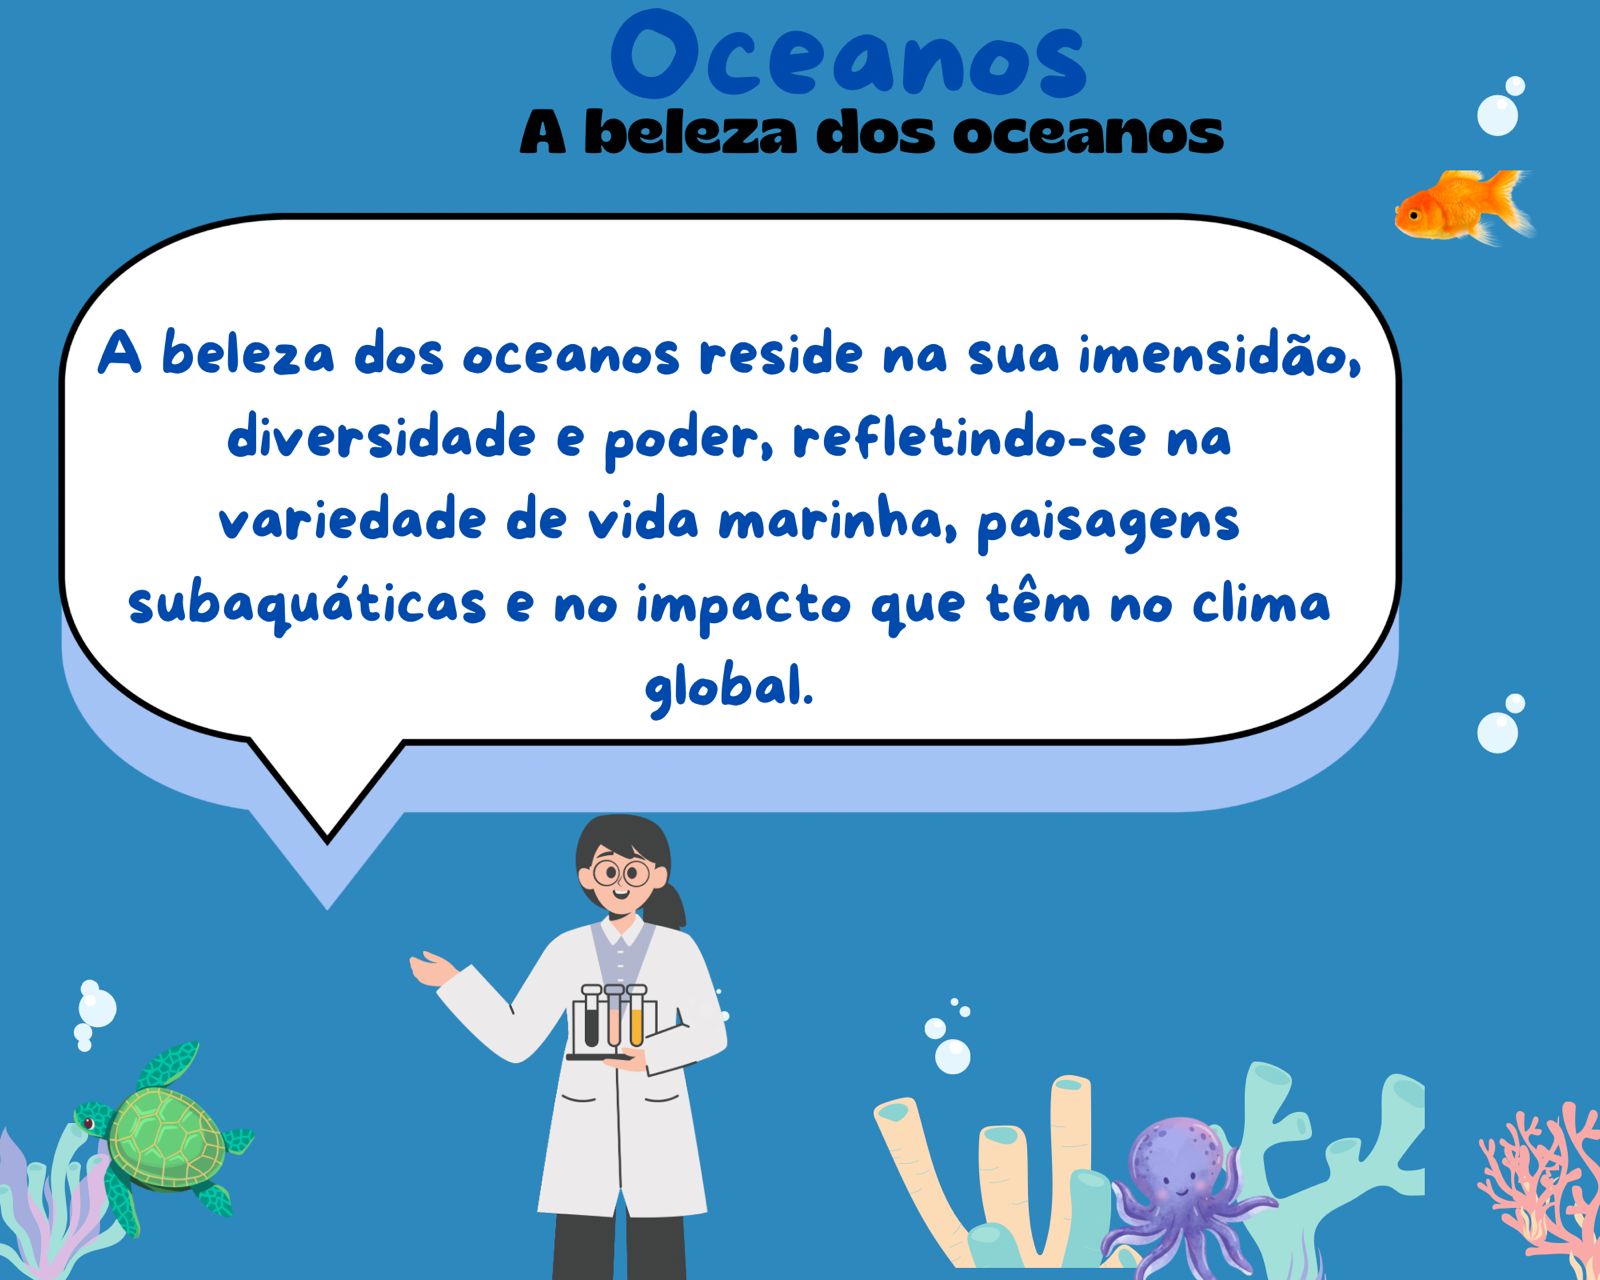 Oceanos
A beleza dos oceanos
A beleza dos oceanos reside na sua imensidão,
diversidade e poder, refletindo-se na
variedade de vida marinha, paisagens
subaquáticas e no impacto que têm no clima
global.